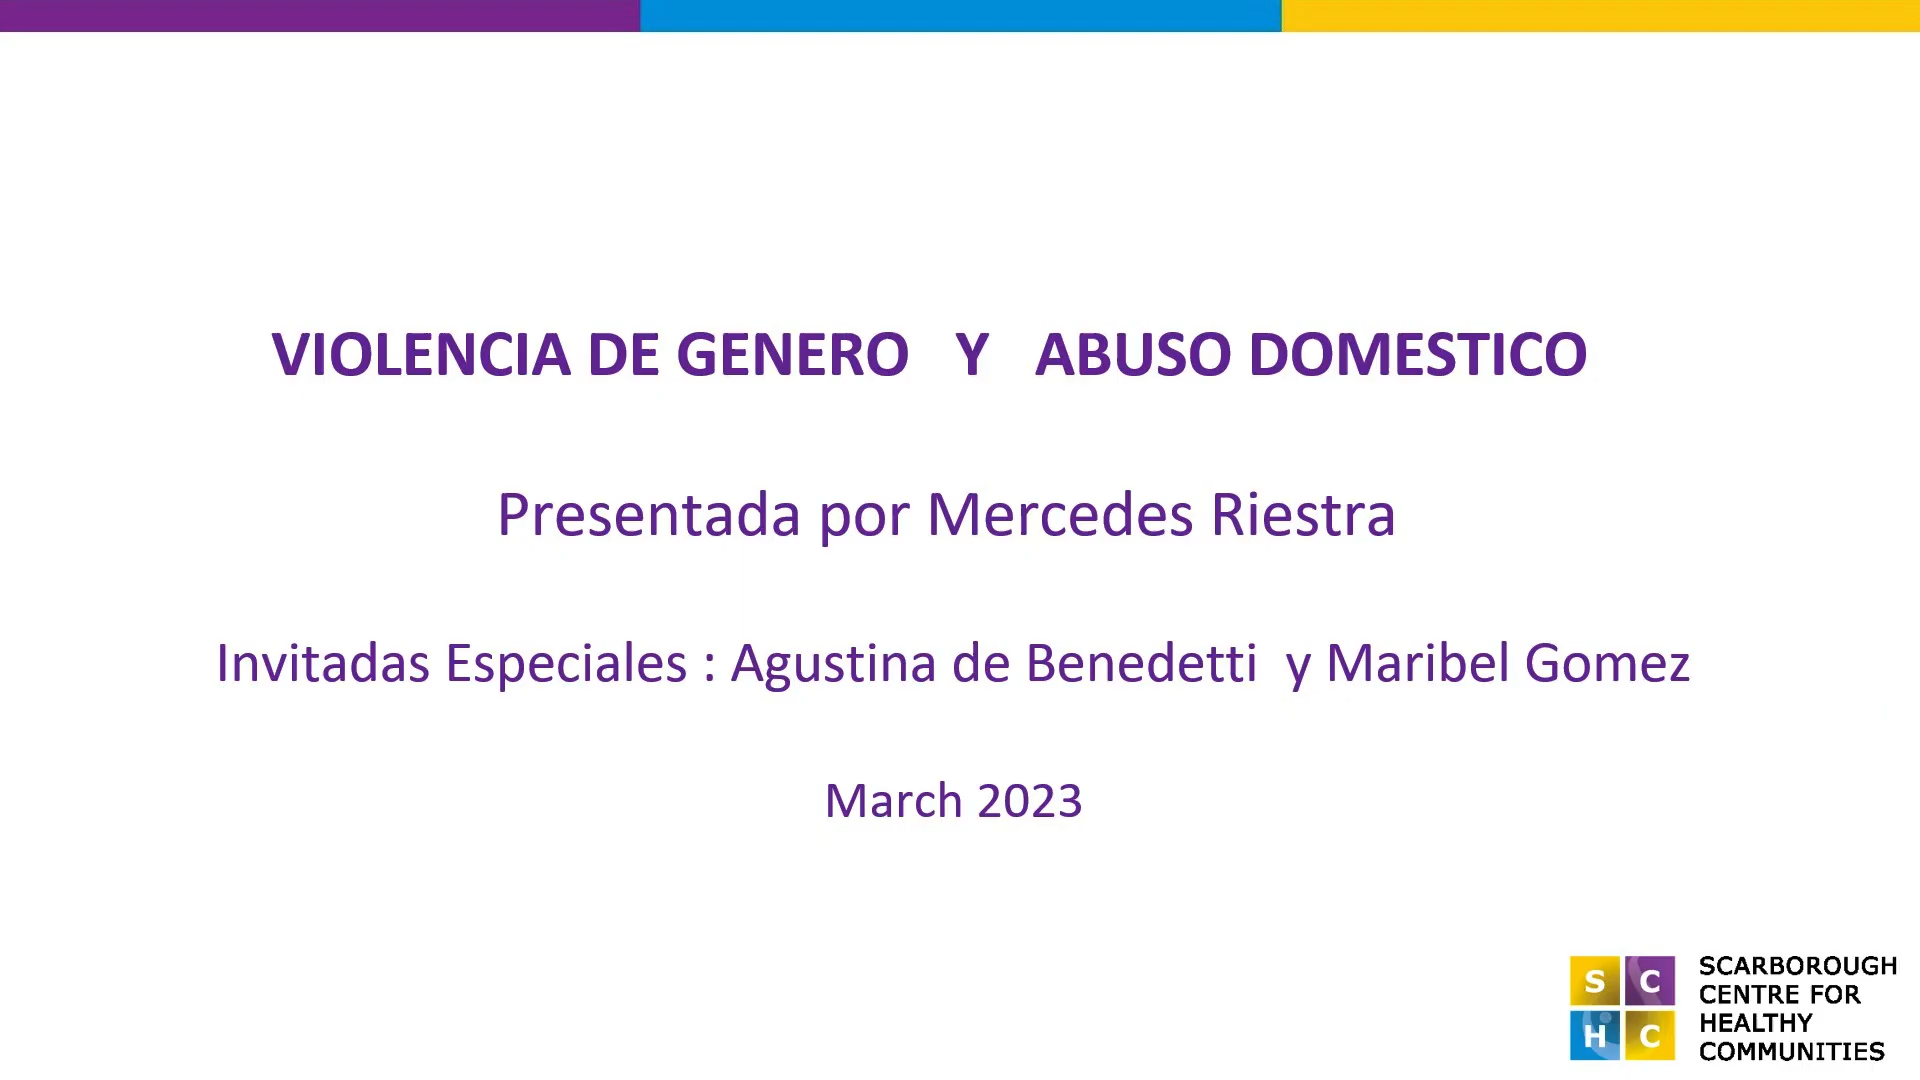 VIOLENCIA DE GENERO   Y   ABUSO DOMESTICO
Presentada por Mercedes Riestra
Invitadas Especiales : Agustina de Benedetti  y Maribel Gomez
March 2023
S C
H C
SCARBOROUGH
CENTRE FOR
HEALTHY
COMMUNITIES